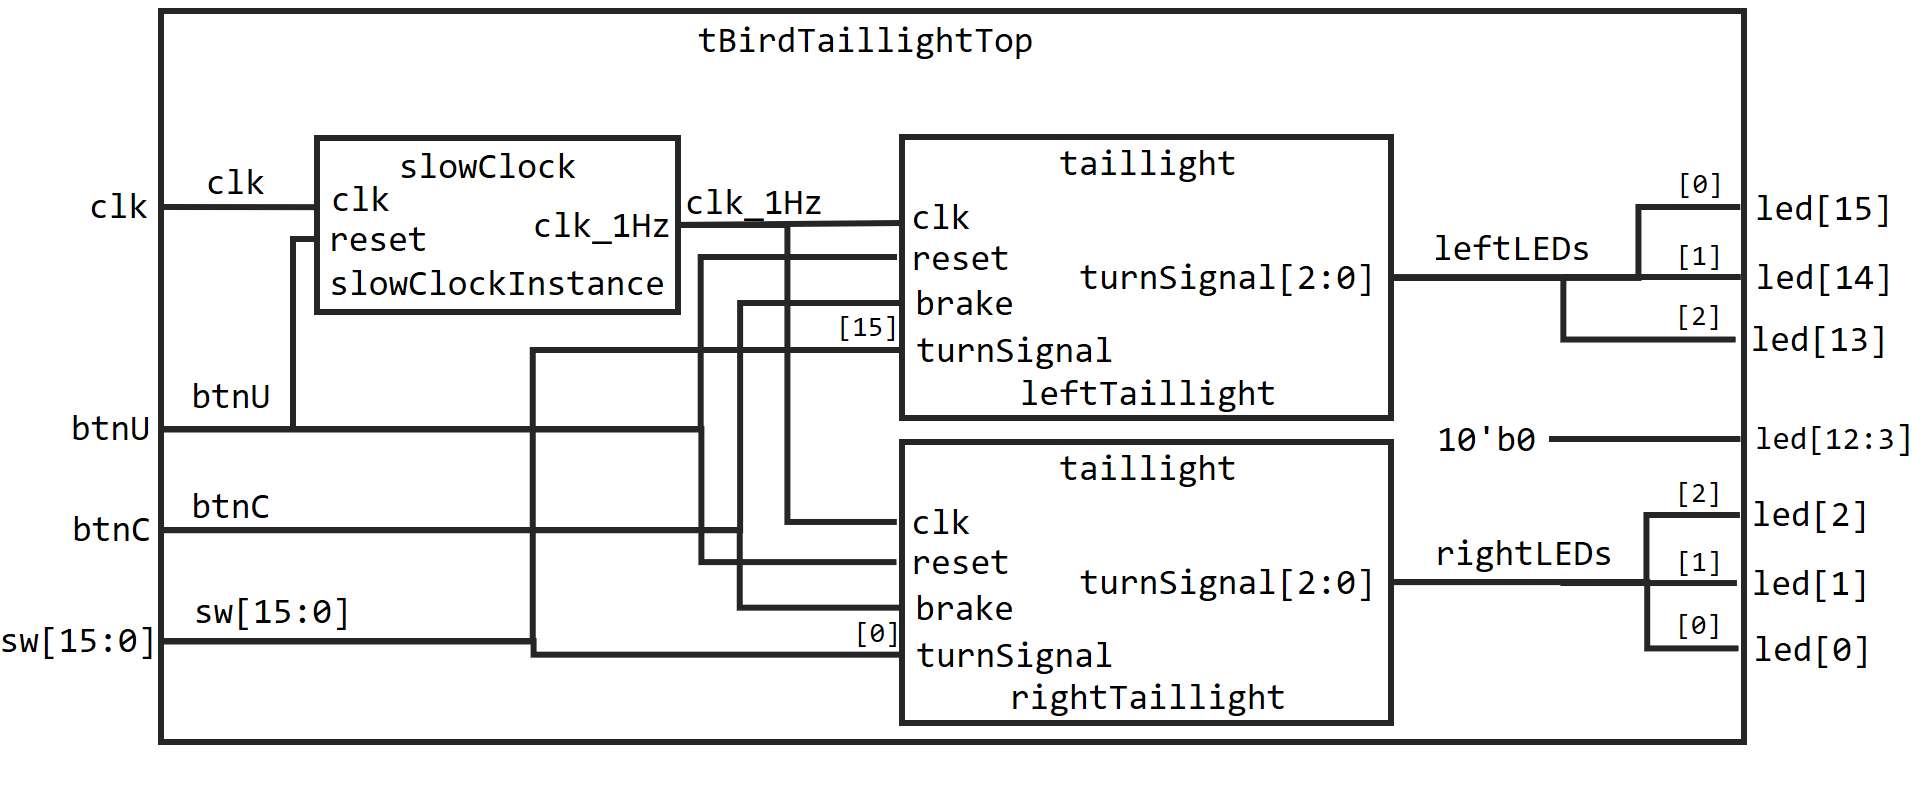 tBirdTaillightTop
clk
clk
slowClock
clk
reset
clk_1Hz
slowClockInstance
clk_1Hz
btnU
btnU
btnC
btnC
sw[15:0]
sw[15:0]
taillight
clk
reset
brake
[15]
turnSignal
turnSignal[2:0]
leftTaillight
leftLEDs
[0]
led[15]
[1]
led[14]
[2]
led[13]
10'b0
led[12:3]
taillight
clk
reset
brake
[0]
turnSignal
turnSignal[2:0]
rightTaillight
rightLEDs
[2]
led[2]
[1]
led[1]
[0]
led[0]